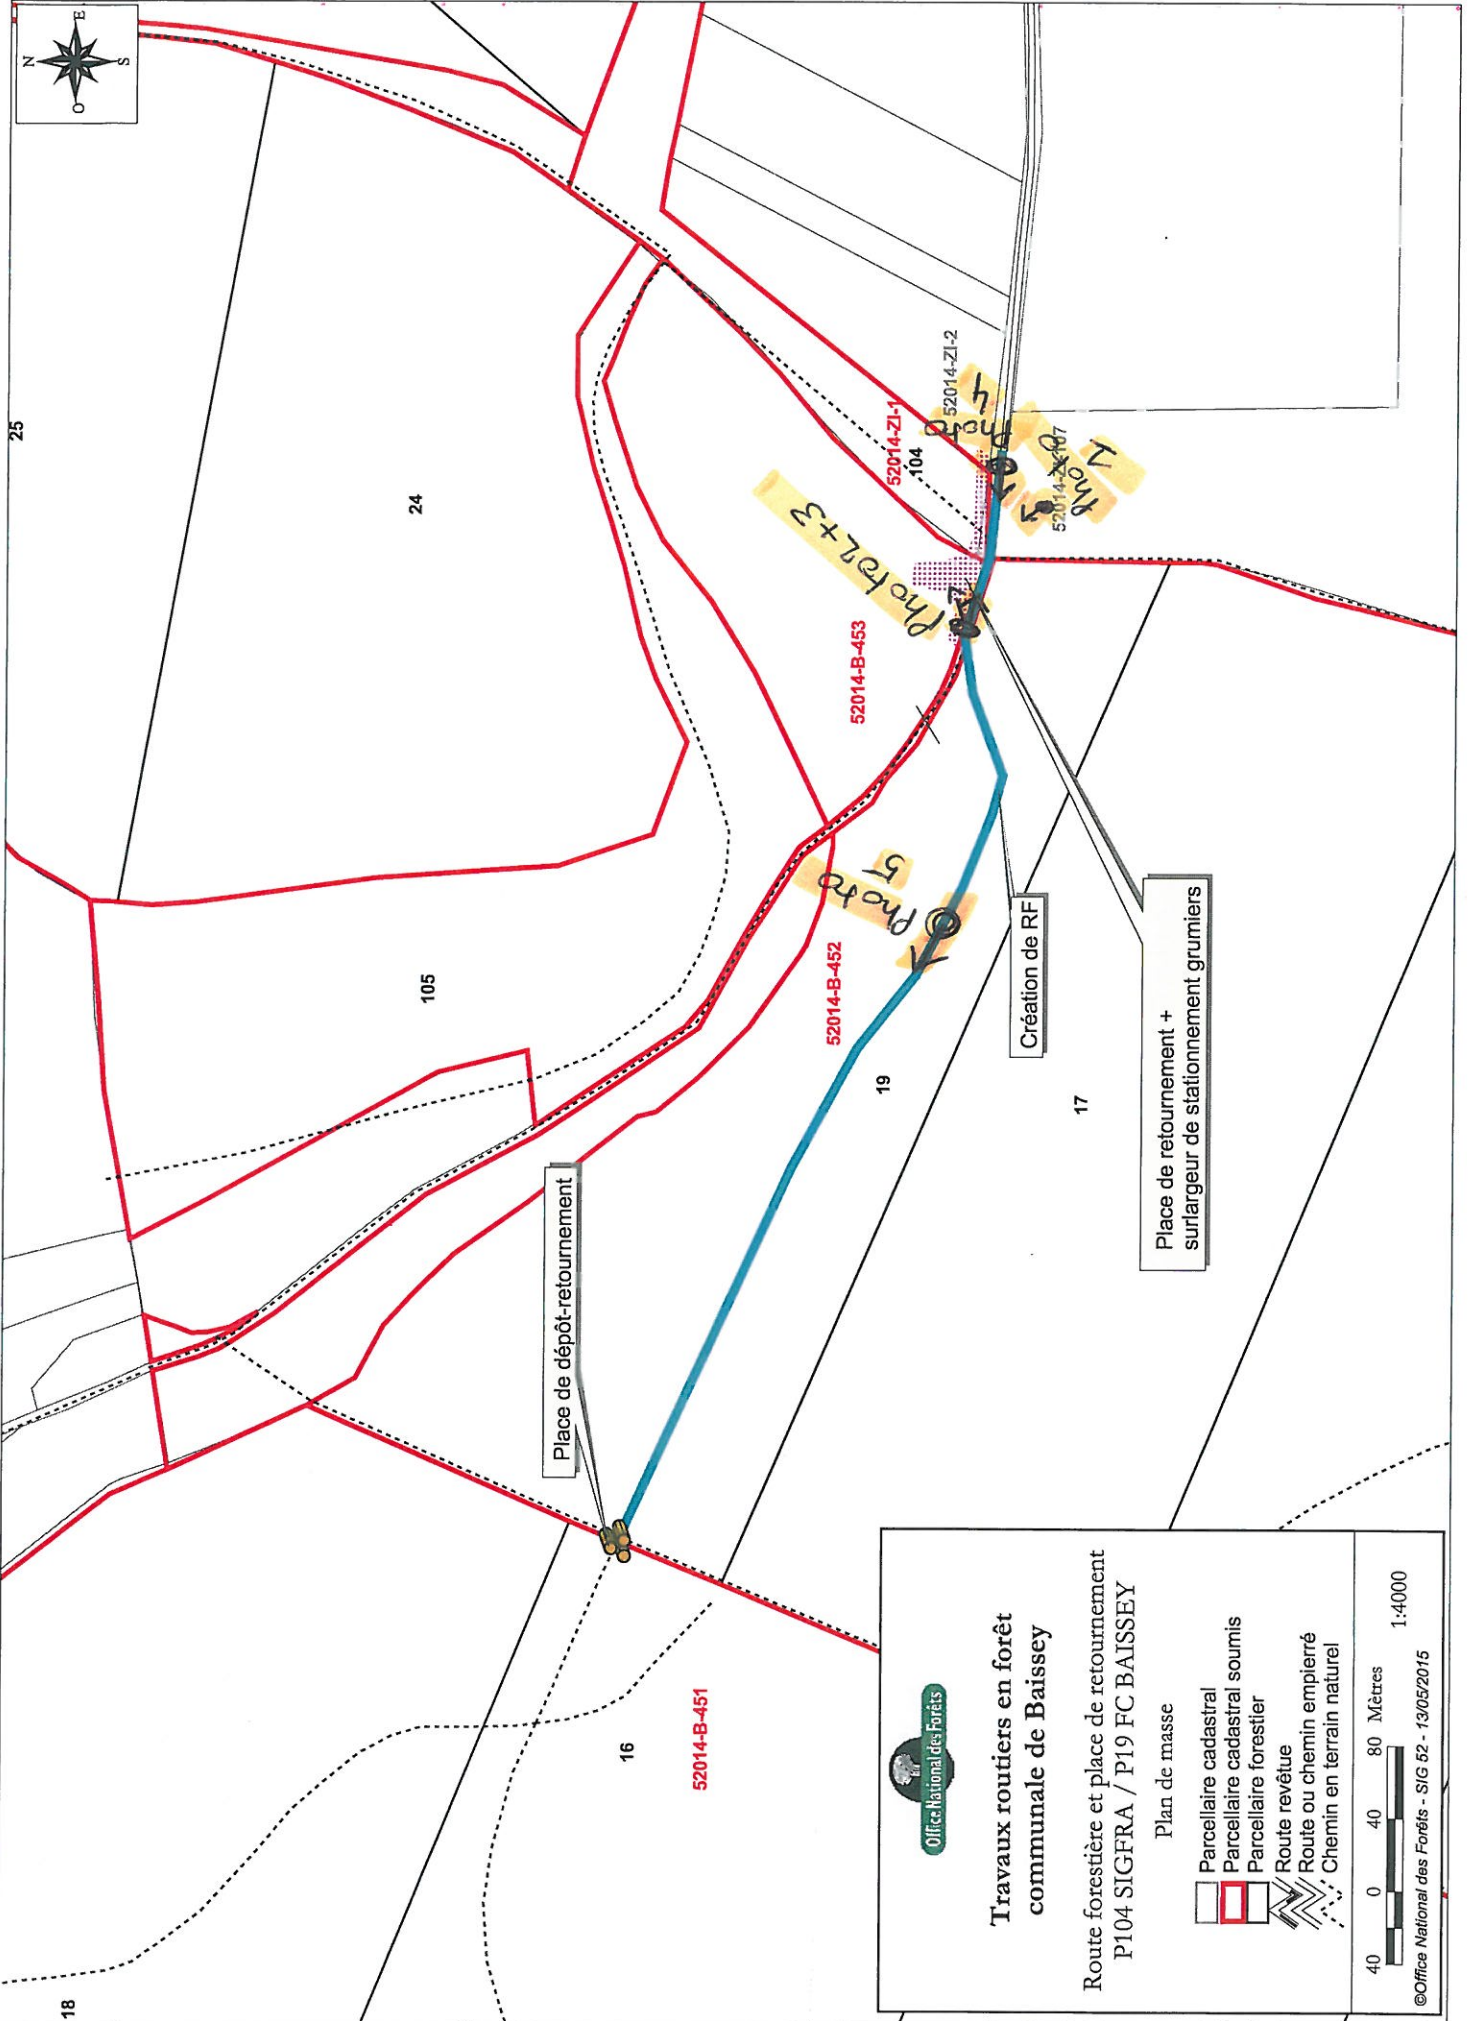 N
E
S
O
25
24
105
18
16
52014-B-451
Place de dépôt-retournement
52014-B-452
19
17
52014-B-453
52014-ZI-1
104
52014-ZI-2
Photo 2+3
Photo
4
Photo
1
Photo
5
Création de RF
Place de retournement +
surlargeur de stationnement grumiers
Office National des Forêts
Travaux routiers en forêt
communale de Baissey
Route forestière et place de retournement
P104 SIGFRA / P19 FC BAISSEY
Plan de masse
Parcellaire cadastral
Parcellaire cadastral soumis
Parcellaire forestier
Route revêtue
Route ou chemin empierré
Chemin en terrain naturel
40 0 40 80 Mètres
1:4000
©Office National des Forêts - SIG 52 - 13/05/2015